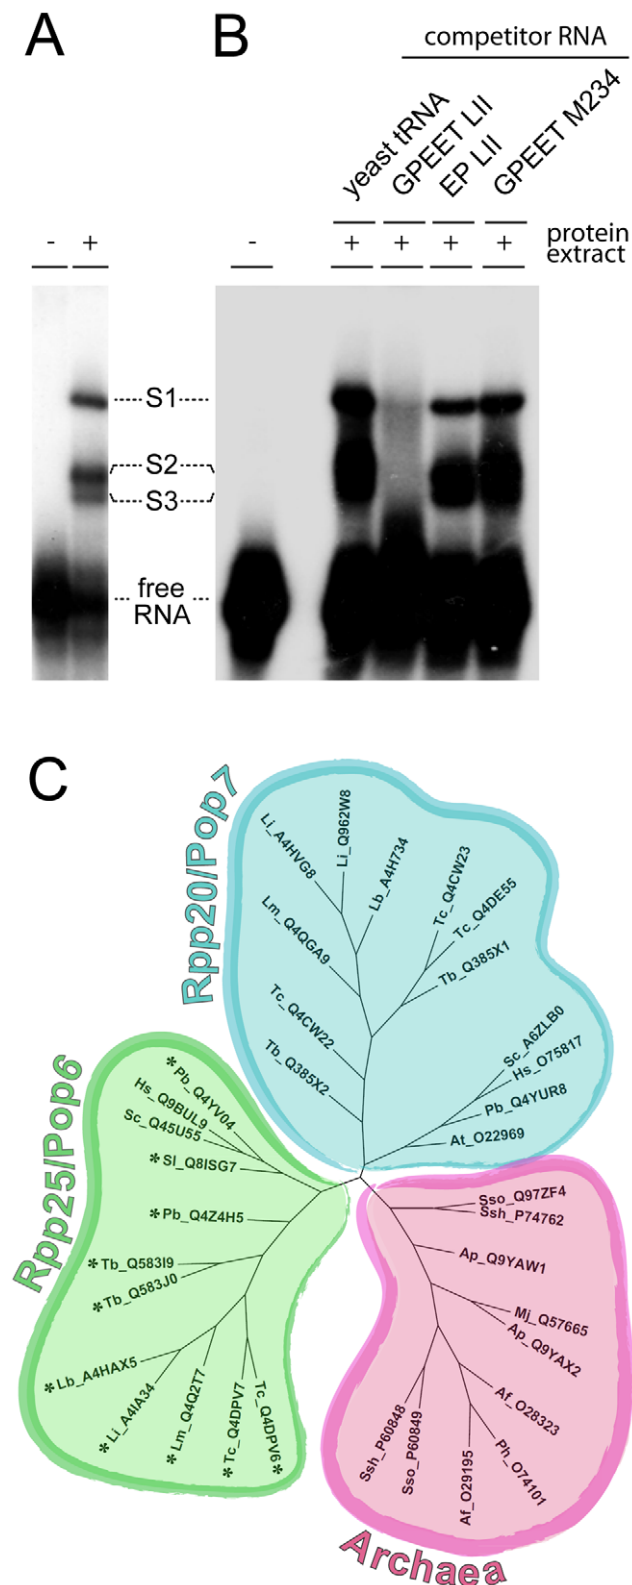 A
B
competitor RNA
yeast tRNA
GPEET LII
EP LII
GPEET M234
- +
- + + + + protein extract
S1
S2
S3
free RNA
C
Rpp20/Pop7
Li_A4HVG8
Li_Q962W8
Lb_A4H734
Tc_Q4CW23
Tc_Q4DE55
Lm_Q4QGA9
Tb_Q385X1
Tc_Q4CW22
Tb_Q385X2
Sc_A6ZLB0
Hs_O75817
Pb_Q4YUR8
At_O22969
Rpp25/Pop6
*Pb_Q4YV04
Hs_Q9BUL9
Sc_Q45U55
*Sl_Q8ISG7
*Pb_Q4Z4H5
*Tb_Q583I9
*Tb_Q583J0
*Lb_A4HAX5
*Li_A4IA34
*Lm_Q4Q2T7
*Tc_Q4DPV7
Tc_Q4DPV6*
Sso_Q97ZF4
Ssh_P74762
Ap_Q9YAW1
Mj_Q57665
Ap_Q9YAX2
Af_O28323
Ph_O74101
Af_O29195
Sso_P60849
Ssh_P60848
Archaea